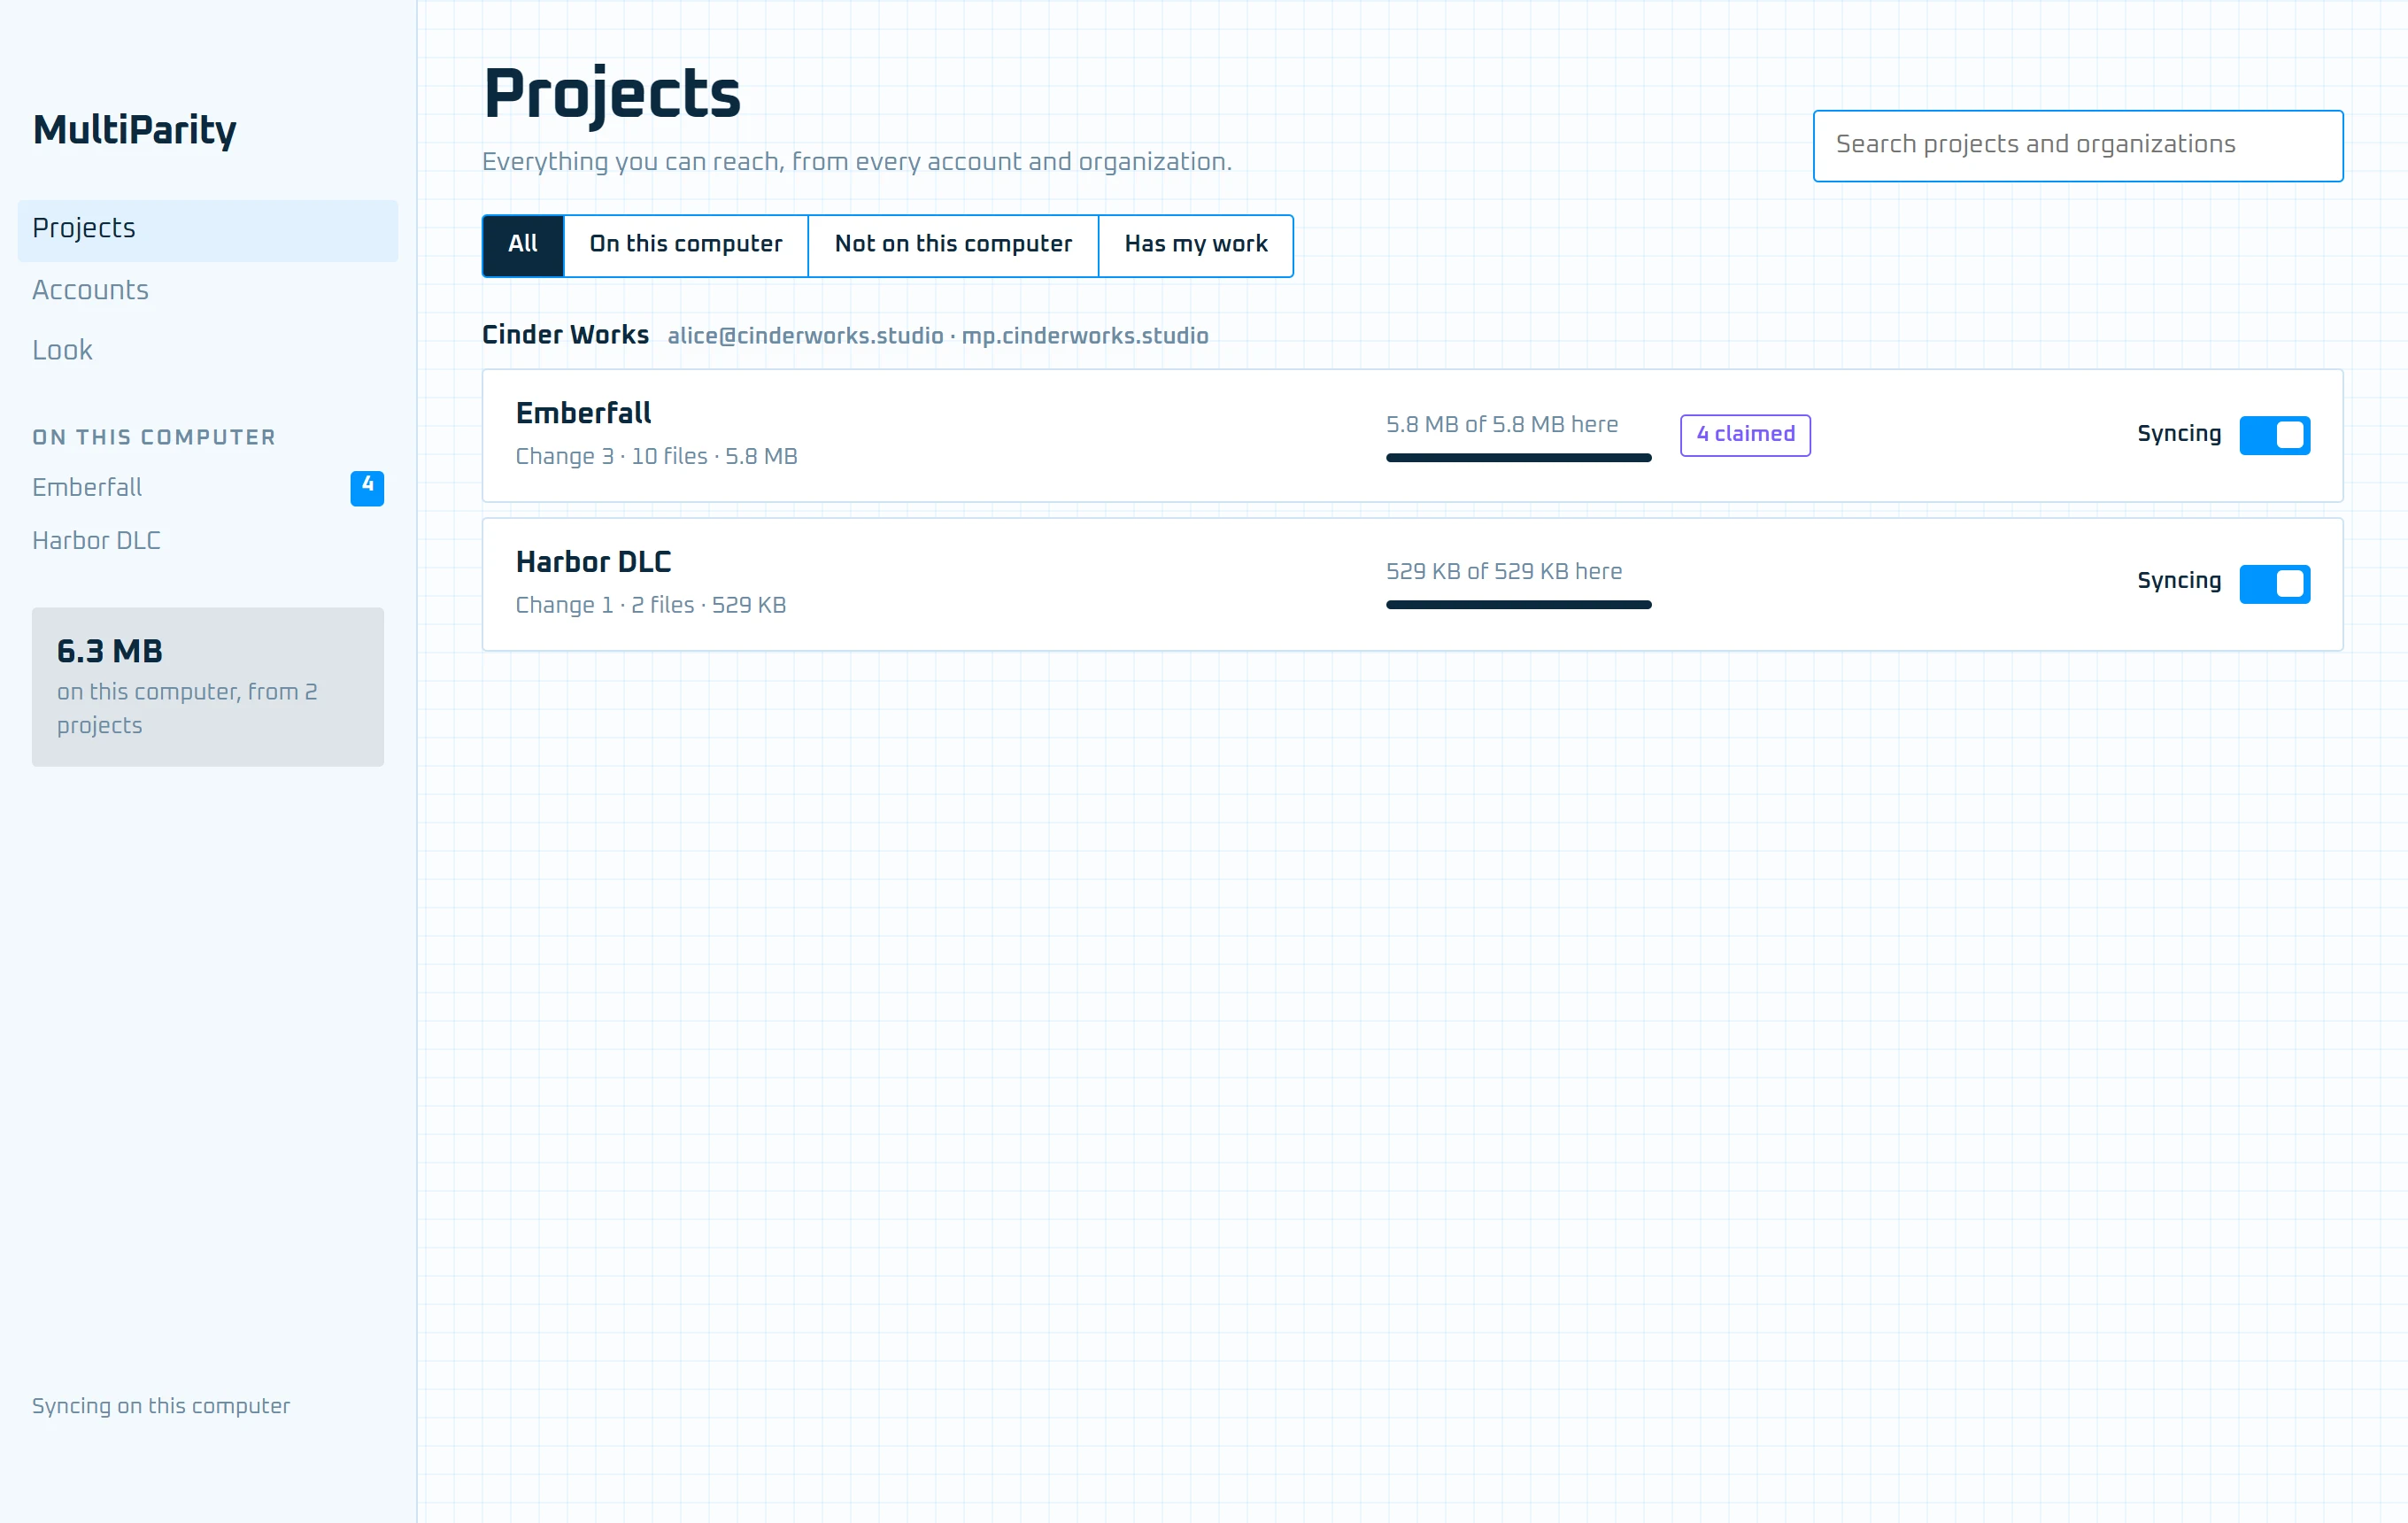 MultiParity
Projects
Accounts
Look
ON THIS COMPUTER
Emberfall 4
Harbor DLC
6.3 MB
on this computer, from 2
projects
Syncing on this computer
Projects
Everything you can reach, from every account and organization.
Search projects and organizations
All On this computer Not on this computer Has my work
Cinder Works alice@cinderworks.studio · mp.cinderworks.studio
Emberfall
Change 3 · 10 files · 5.8 MB
5.8 MB of 5.8 MB here
4 claimed
Syncing
Harbor DLC
Change 1 · 2 files · 529 KB
529 KB of 529 KB here
Syncing